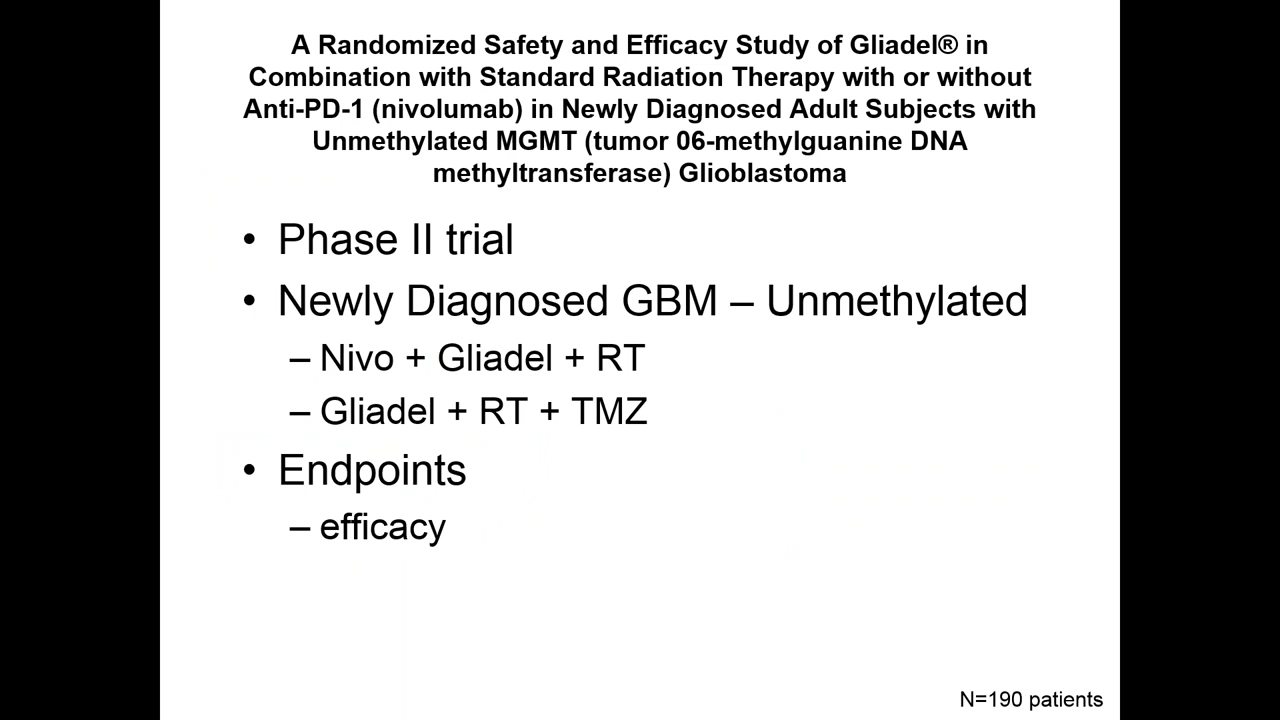 A Randomized Safety and Efficacy Study of Gliadel® in
Combination with Standard Radiation Therapy with or without
Anti-PD-1 (nivolumab) in Newly Diagnosed Adult Subjects with
Unmethylated MGMT (tumor 06-methylguanine DNA
methyltransferase) Glioblastoma
• Phase II trial
• Newly Diagnosed GBM – Unmethylated
– Nivo + Gliadel + RT
– Gliadel + RT + TMZ
• Endpoints
– efficacy
N=190 patients